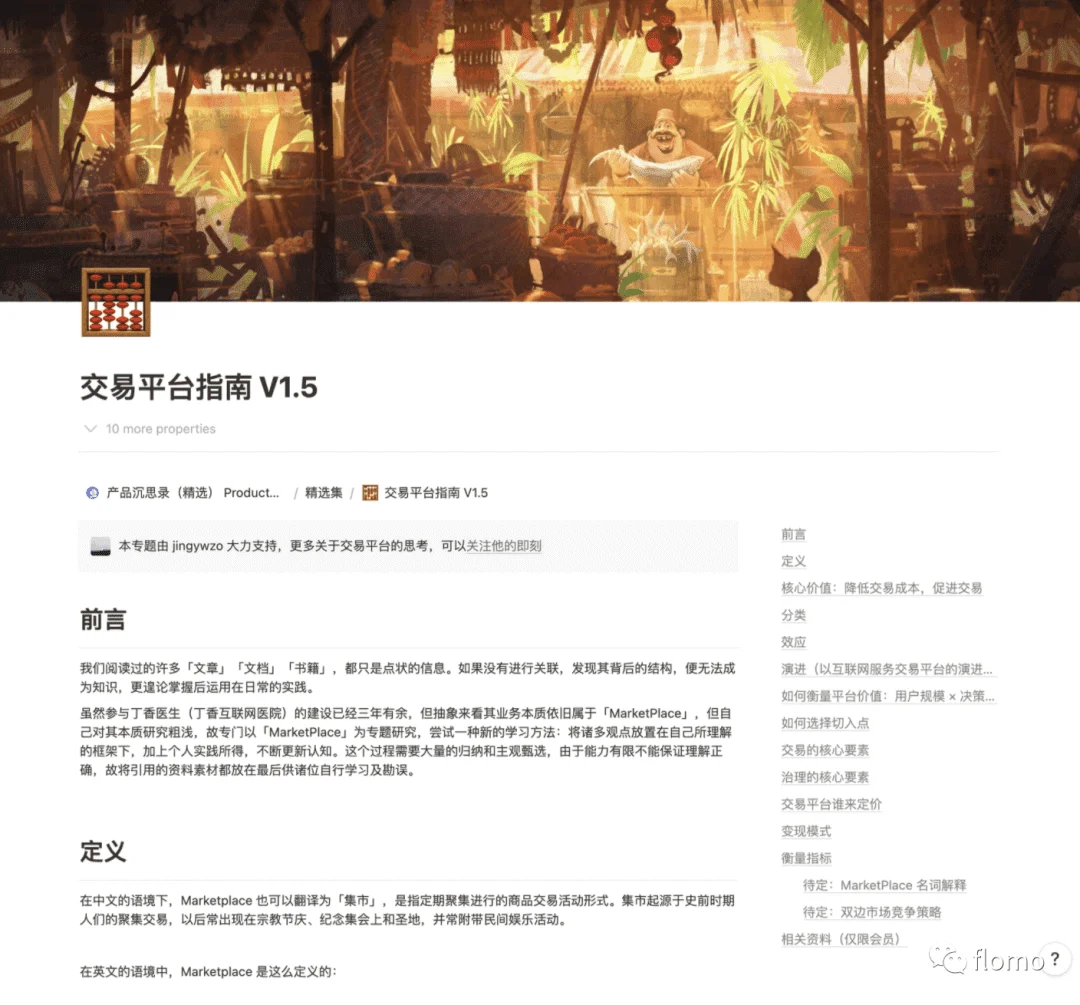 交易平台指南 V1.5
10 more properties
产品沉思录（精选） Product... / 精选集 / 交易平台指南 V1.5
本专题由 jingywzo 大力支持，更多关于交易平台的思考，可以关注他的即刻
前言
我们阅读过的许多「文章」「文档」「书籍」，都只是点状的信息。如果没有进行关联，发现其背后的结构，便无法成
为知识，更遑论掌握后运用在日常的实践。
虽然参与丁香医生（丁香互联网医院）的建设已经三年有余，但抽象来看其业务本质依旧属于「MarketPlace」，但自
己对其本质研究粗浅，故专门以「MarketPlace」为专题研究，尝试一种新的学习方法：将诸多观点放置在自己所理解
的框架下，加上个人实践所得，不断更新认知。这个过程需要大量的归纳和主观甄选，由于能力有限不能保证理解正
确，故将引用的资料素材都放在最后供诸位自行学习及勘误。
定义
在中文的语境下，Marketplace 也可以翻译为「集市」，是指定期聚集进行的商品交易活动形式。集市起源于史前时期
人们的聚集交易，以后常出现在宗教节庆、纪念集会上和圣地，并常附带民间娱乐活动。
在英文的语境中，Marketplace 是这么定义的：
前言
定义
核心价值：降低交易成本，促进交易
分类
效应
演进（以互联网服务交易平台的演进...
如何衡量平台价值：用户规模 × 决策...
如何选择切入点
交易的核心要素
治理的核心要素
交易平台谁来定价
变现模式
衡量指标
待定：MarketPlace 名词解释
待定：双边市场竞争策略
相关资料（仅限会员）
flomo
?